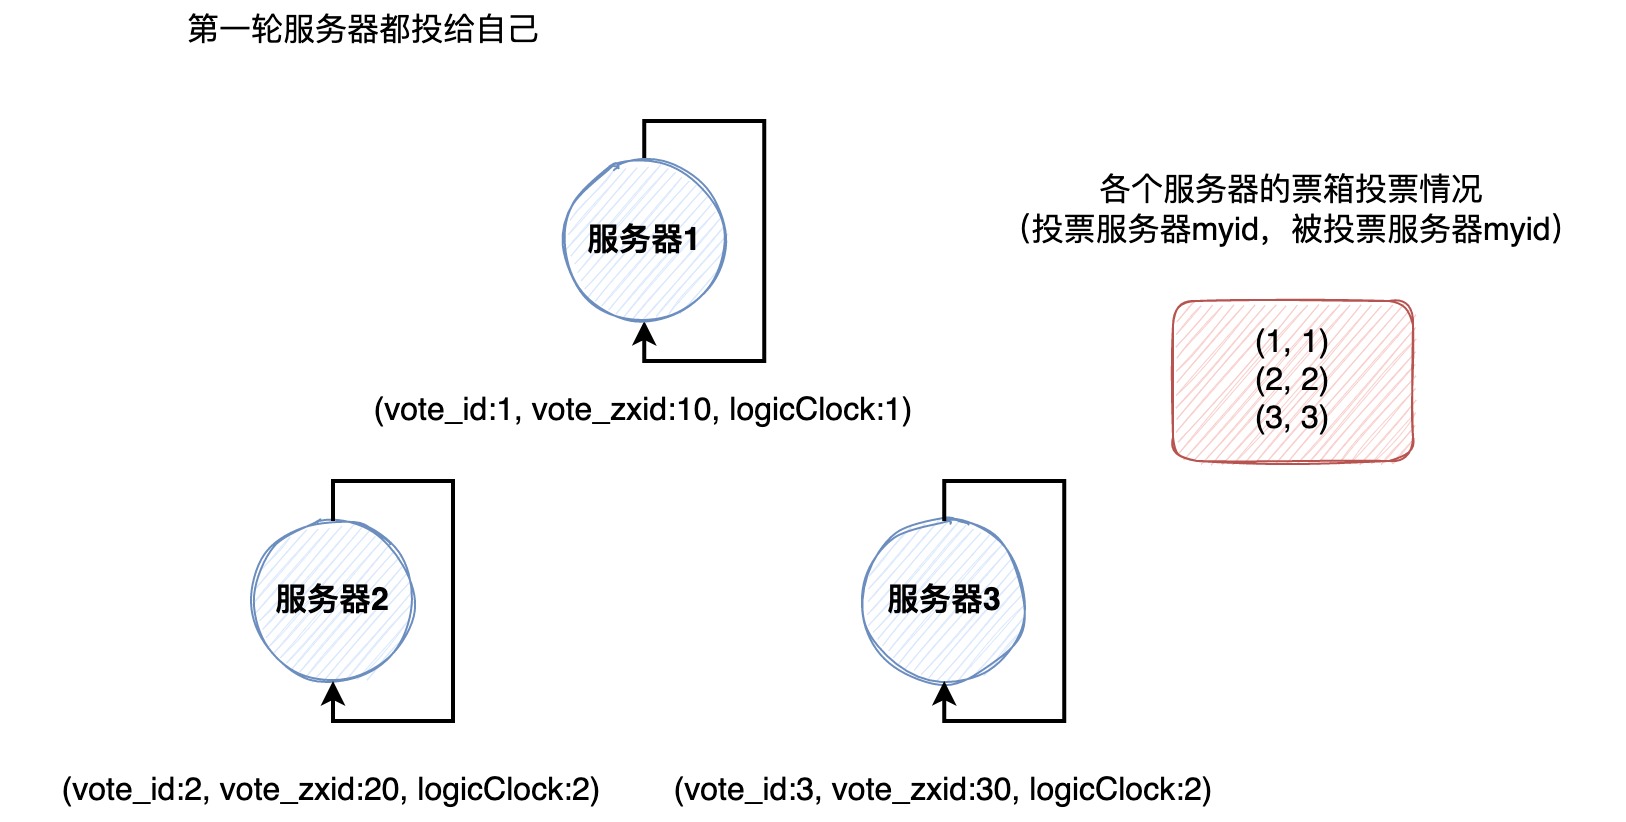 第一轮服务器都投给自己
服务器1
各个服务器的票箱投票情况
（投票服务器myid，被投票服务器myid）
(1, 1)
(2, 2)
(3, 3)
(vote_id:1, vote_zxid:10, logicClock:1)
服务器2
服务器3
(vote_id:2, vote_zxid:20, logicClock:2)
(vote_id:3, vote_zxid:30, logicClock:2)